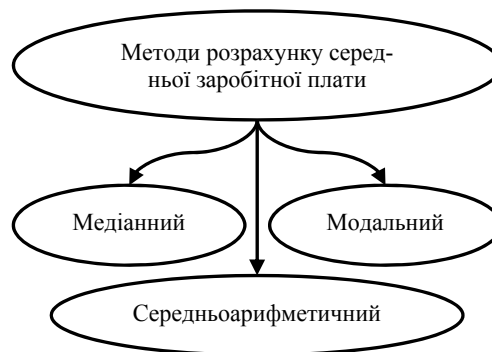 Методи розрахунку серед-
ньої заробітної плати
Медіанний
Модальний
Середньоарифметичний